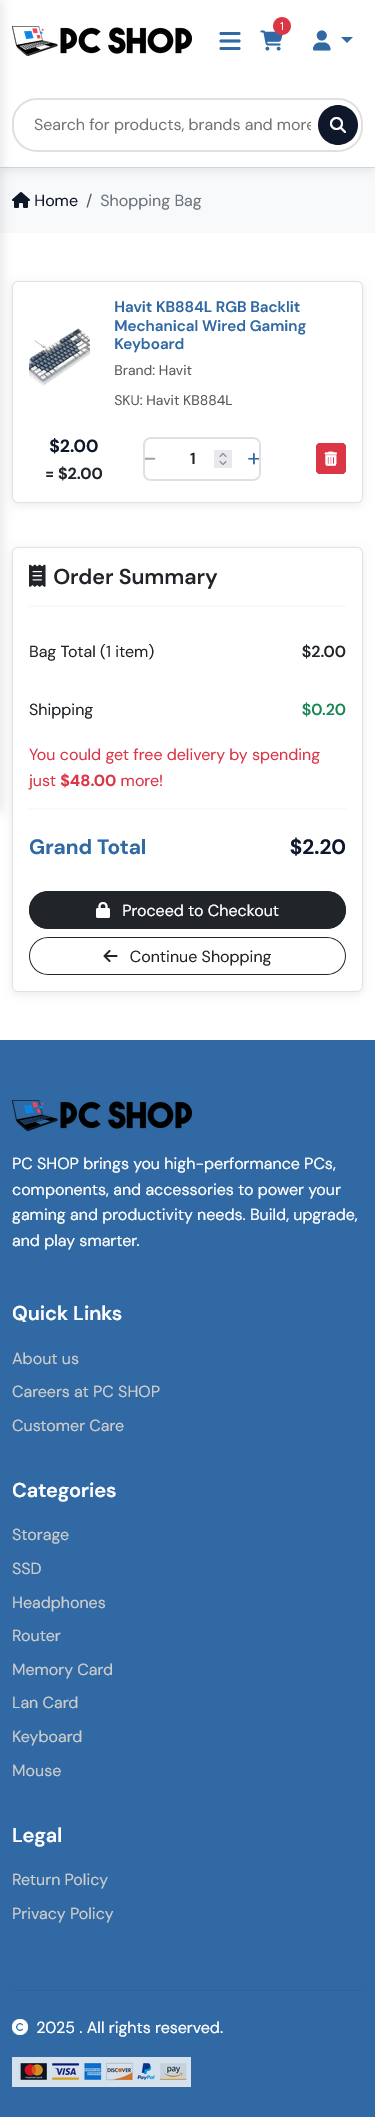 PC SHOP
1
Search for products, brands and more
Home / Shopping Bag
Havit KB884L RGB Backlit
Mechanical Wired Gaming
Keyboard
Brand: Havit
SKU: Havit KB884L
$2.00
= $2.00
− 1 +
Order Summary
Bag Total (1 item) $2.00
Shipping $0.20
You could get free delivery by spending
just $48.00 more!
Grand Total $2.20
Proceed to Checkout
Continue Shopping
PC SHOP
PC SHOP brings you high-performance PCs,
components, and accessories to power your
gaming and productivity needs. Build, upgrade,
and play smarter.
Quick Links
About us
Careers at PC SHOP
Customer Care
Categories
Storage
SSD
Headphones
Router
Memory Card
Lan Card
Keyboard
Mouse
Legal
Return Policy
Privacy Policy
© 2025 . All rights reserved.
MasterCard VISA AMERICAN EXPRESS DISCOVER PayPal pay